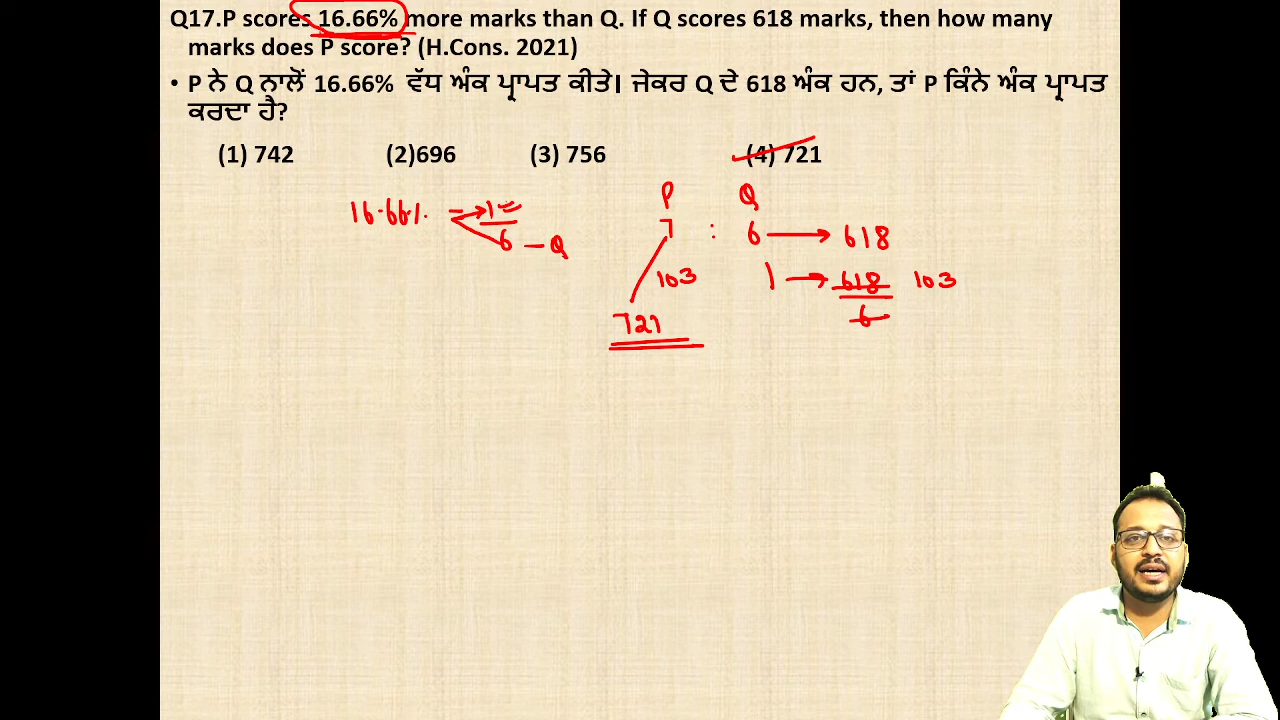 Q17.P scores 16.66% more marks than Q. If Q scores 618 marks, then how many
marks does P score? (H.Cons. 2021)
• P ਨੇ Q ਨਾਲੋਂ 16.66% ਵੱਧ ਅੰਕ ਪ੍ਰਾਪਤ ਕੀਤੇ। ਜੇਕਰ Q ਦੇ 618 ਅੰਕ ਹਨ, ਤਾਂ P ਕਿੰਨੇ ਅੰਕ ਪ੍ਰਾਪਤ
ਕਰਦਾ ਹੈ?
(1) 742 (2)696 (3) 756 (4) 721
P Q
16.66% = 1
6 - Q
7 : 6 → 618
103 1 → 618 103
6
721